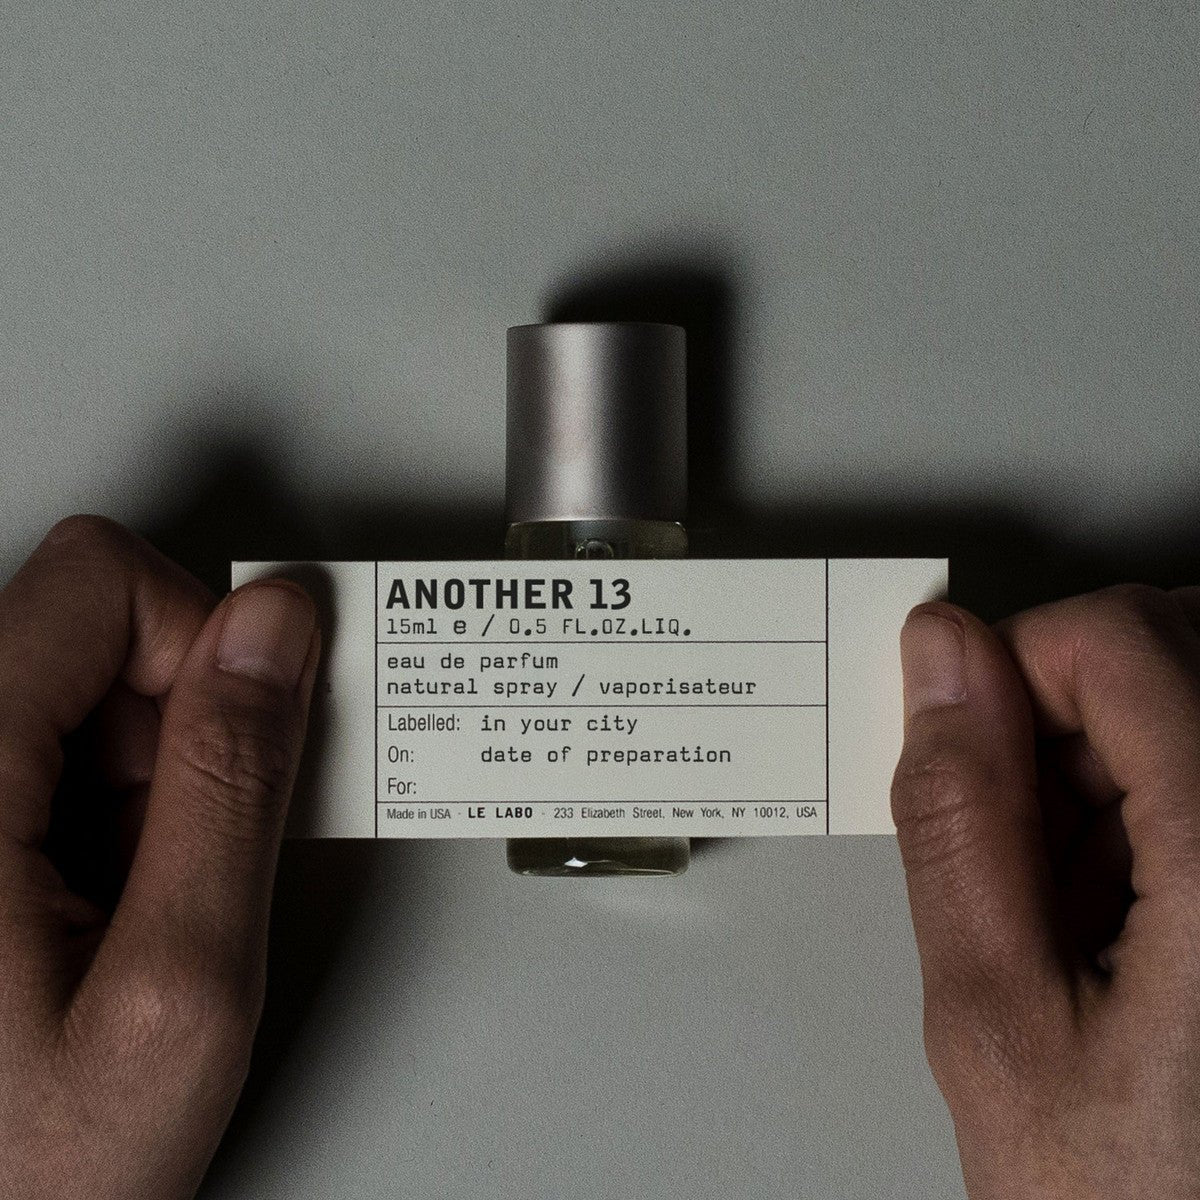 ANOTHER 13
15ml e / 0.5 FL.OZ.LIQ.
eau de parfum
natural spray / vaporisateur
Labelled: in your city
On: date of preparation
For:
Made in USA · LE LABO · 233 Elizabeth Street, New York, NY 10012, USA